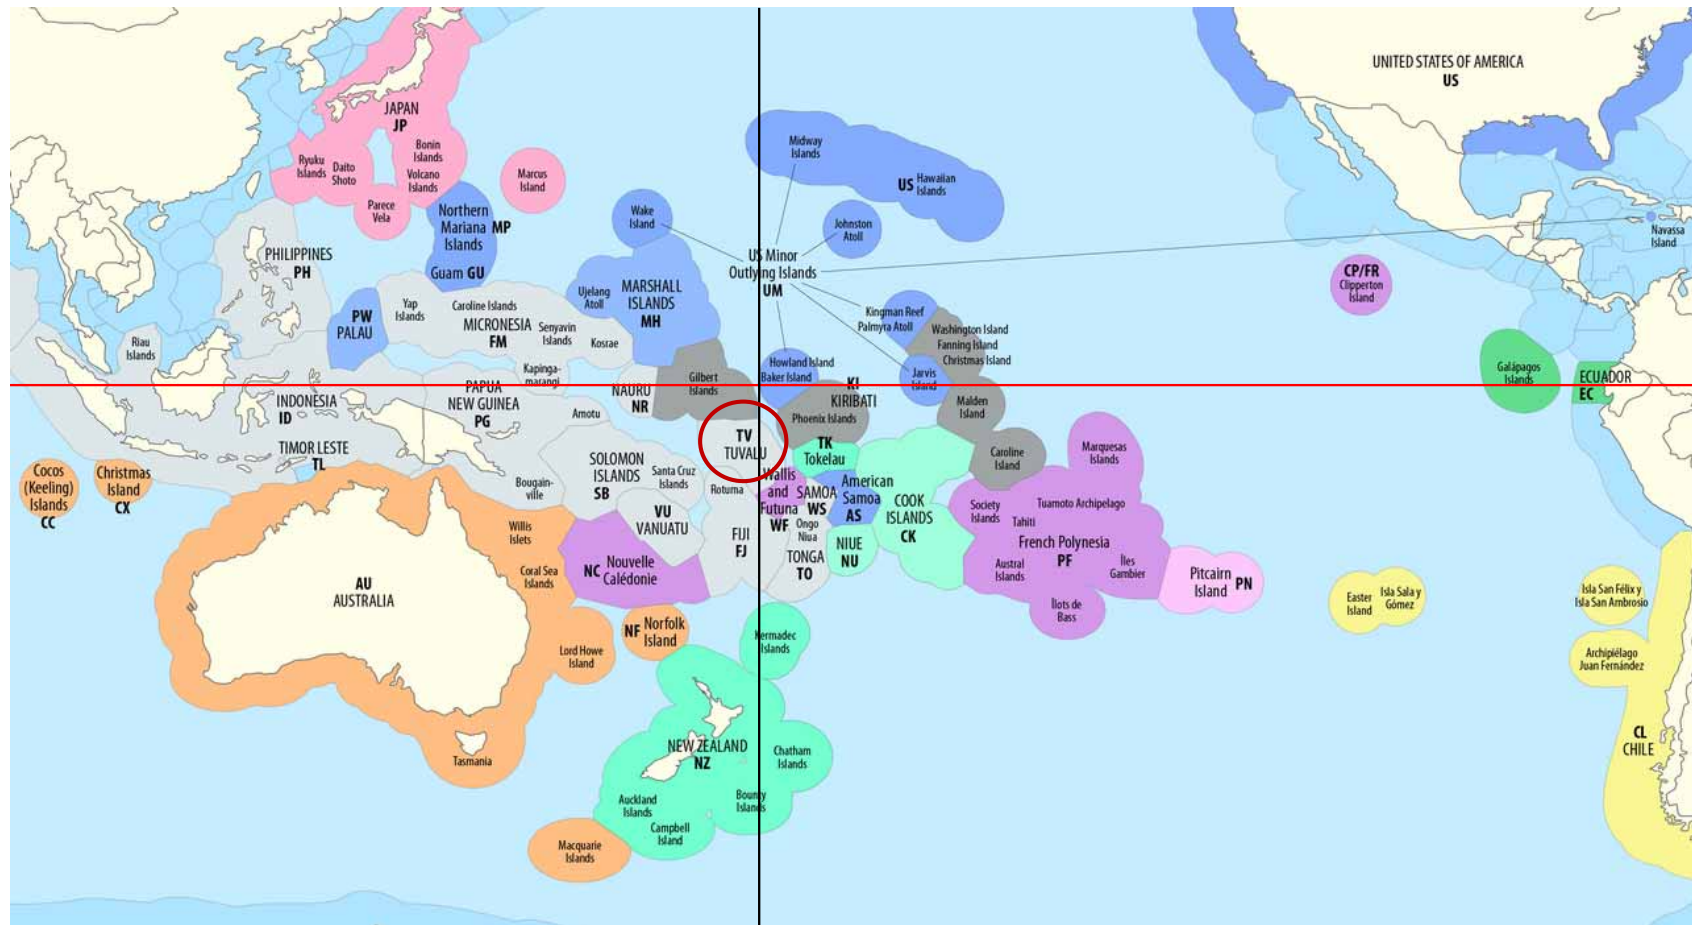 UNITED STATES OF AMERICA
US
JAPAN
JP
Bonin
Islands
Ryuku
Islands
Daito
Shoto
Volcano
Islands
Parece
Vela
Marcus
Island
Midway
Islands
US Hawaiian
Islands
Wake
Island
Johnston
Atoll
Northern
Mariana MP
Islands
Guam GU
Navassa
Island
PHILIPPINES
PH
US Minor
Outlying Islands
UM
CP/FR
Clipperton
Island
Ujelang
Atoll
MARSHALL
ISLANDS
MH
PW
PALAU
Yap
Islands
Caroline Islands
MICRONESIA
FM
Senyavin
Islands
Kosrae
Kingman Reef
Palmyra Atoll
Washington Island
Fanning Island
Christmas Island
Riau
Islands
Kapinga-
marangi
Gilbert
Islands
Howland Island
Baker Island
Jarvis
Island
Galápagos
Islands
ECUADOR
EC
NAURU
NR
KI
KIRIBATI
INDONESIA
ID
PAPUA
NEW GUINEA
PG
Amotu
Phoenix Islands
Malden
Island
TV
TUVALU
TK
Tokelau
Marquesas
Islands
Caroline
Island
TIMOR LESTE
TL
Cocos
(Keeling)
Islands
CC
Christmas
Island
CX
SOLOMON
ISLANDS
SB
Santa Cruz
Islands
Bougain-
ville
Rotuma
Wallis
and
Futuna
WF
SAMOA
WS
American
Samoa
AS
COOK
ISLANDS
CK
Society
Islands
Tuamoto Archipelago
Tahiti
French Polynesia
PF
VU
VANUATU
FIJI
FJ
Ongo
Niua
TONGA
TO
NIUE
NU
Willis
Islets
Coral Sea
Islands
NC Nouvelle
Calédonie
Austral
Islands
Îles
Gambier
Pitcairn
Island PN
Îlots de
Bass
AU
AUSTRALIA
Easter
Island
Isla Sala y
Gómez
Isla San Félix y
Isla San Ambrosio
NF Norfolk
Island
Kermadec
Islands
Lord Howe
Island
Archipiélago
Juan Fernández
CL
CHILE
Tasmania
NEW ZEALAND
NZ
Chatham
Islands
Auckland
Islands
Bounty
Islands
Campbell
Island
Macquarie
Islands